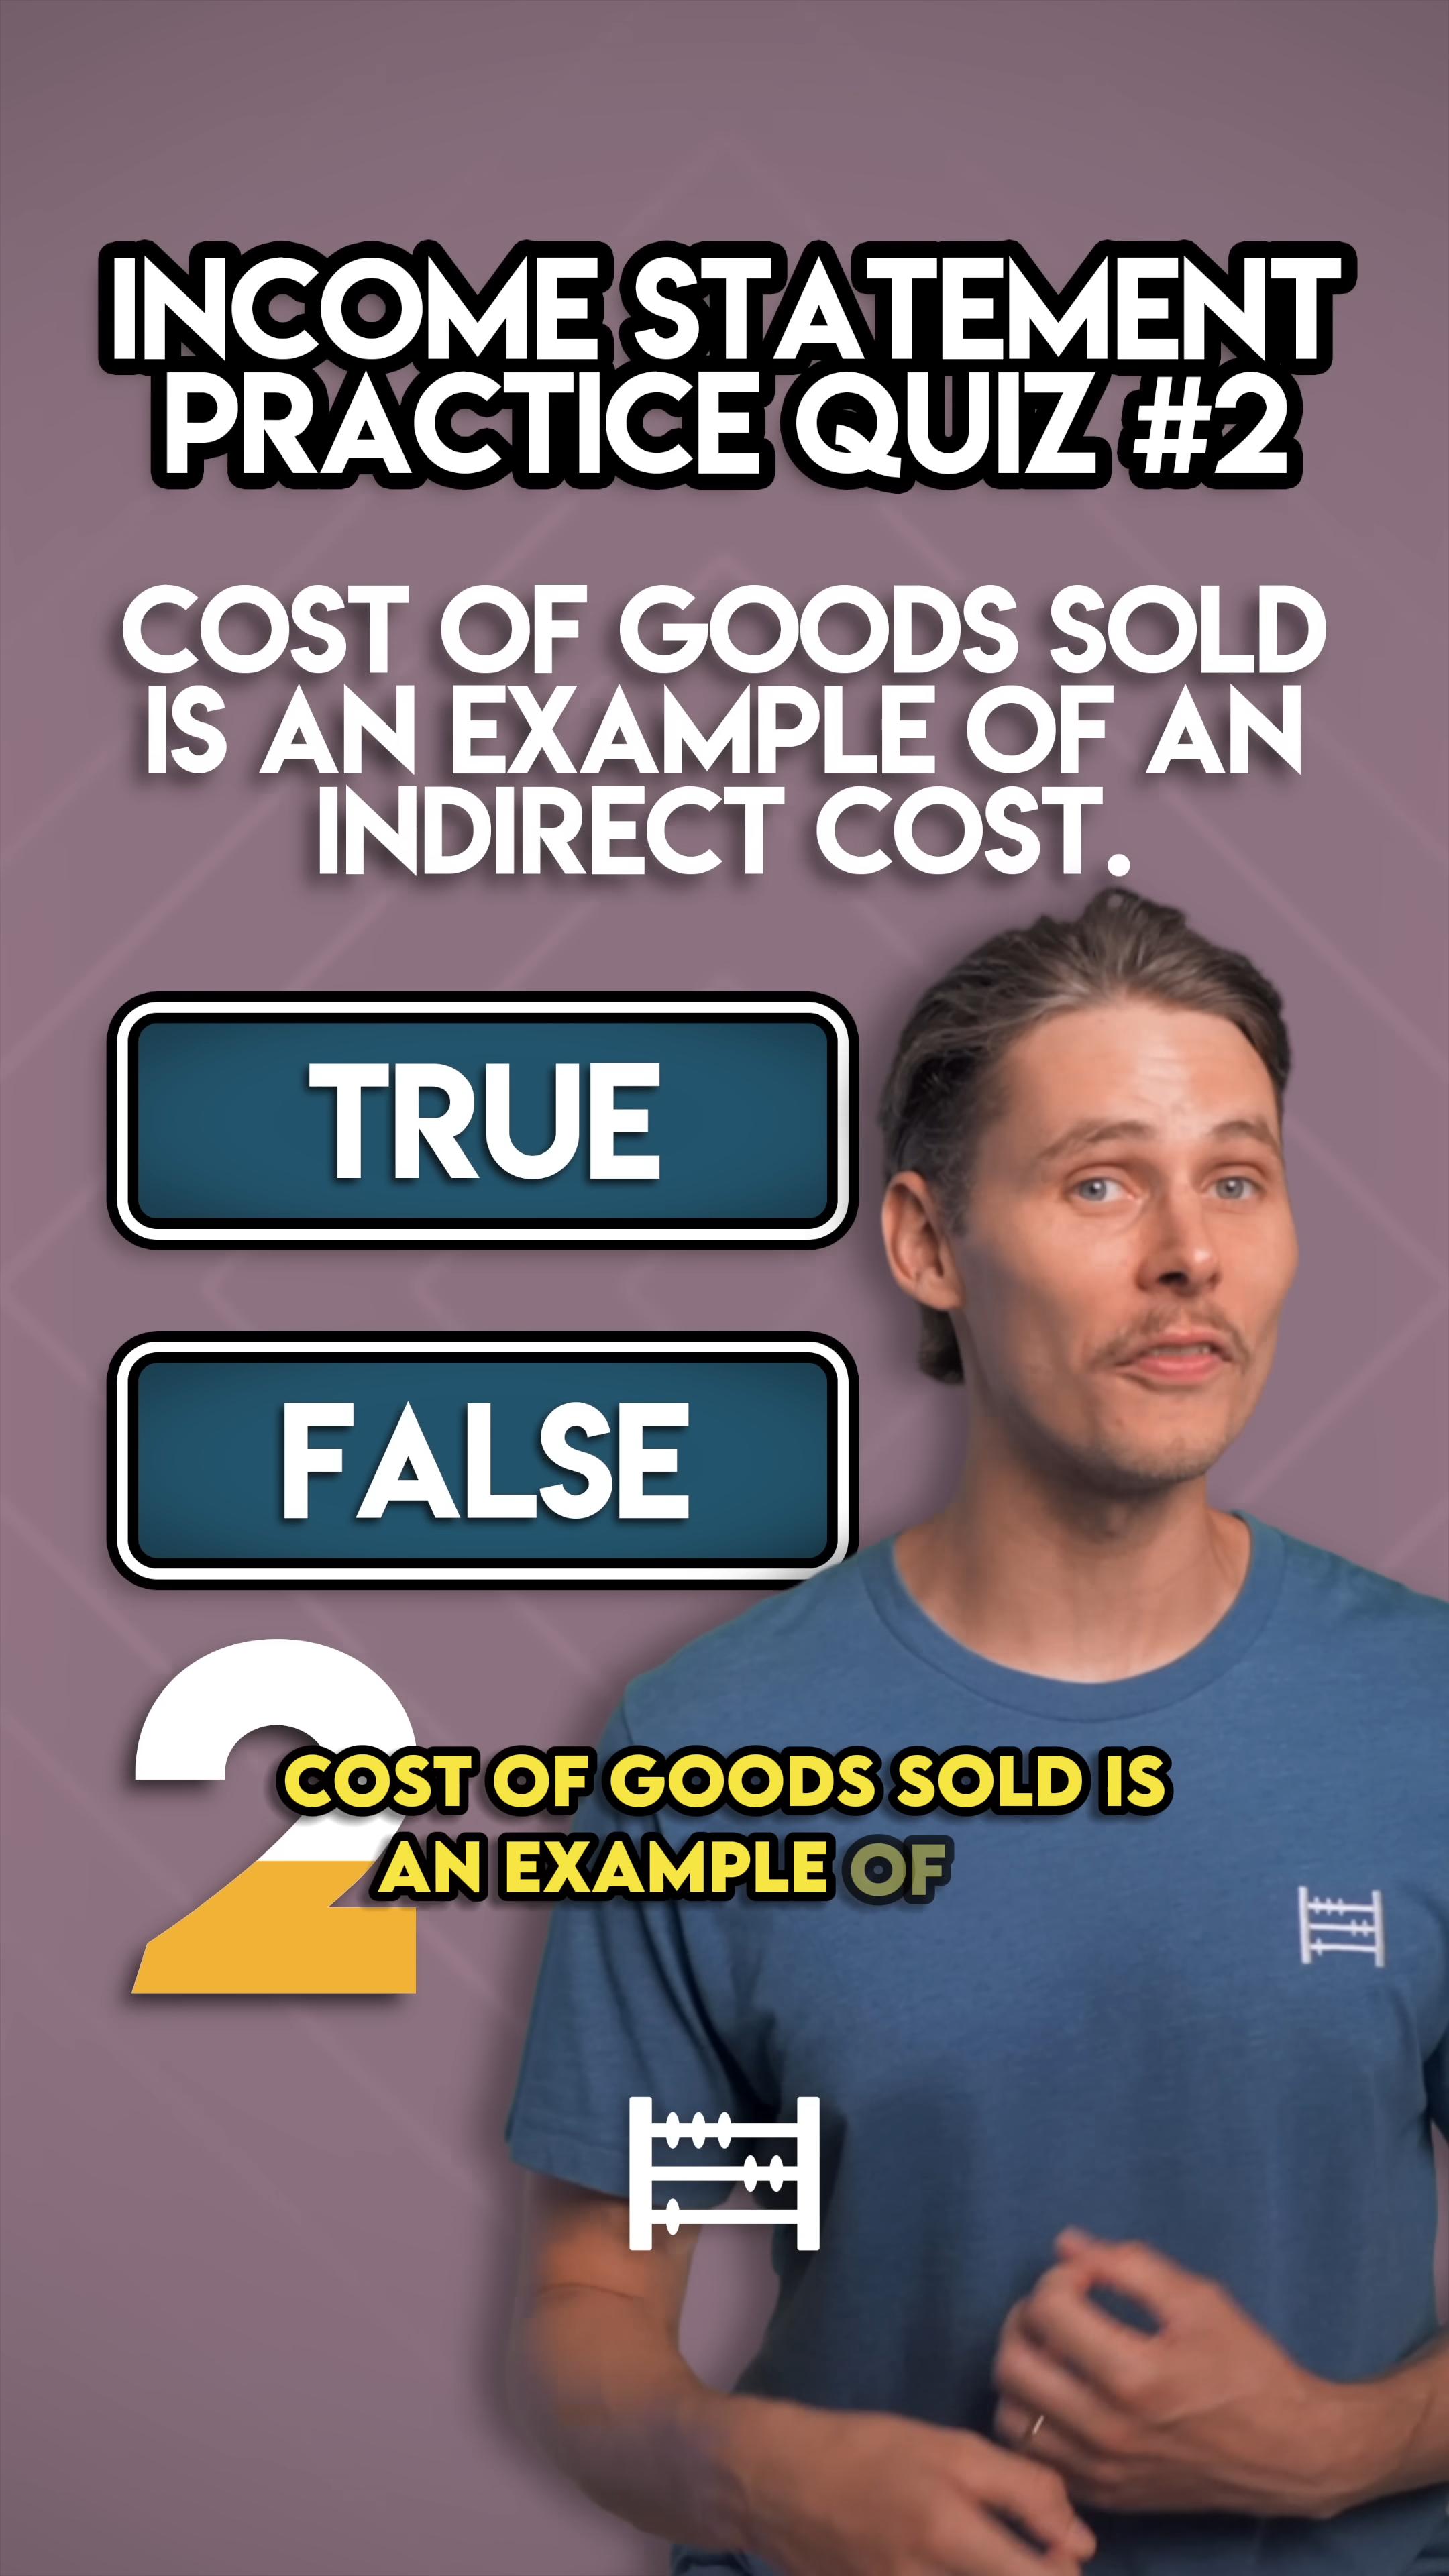 INCOME STATEMENT
PRACTICE QUIZ #2
COST OF GOODS SOLD
IS AN EXAMPLE OF AN
INDIRECT COST.
TRUE
FALSE
2
COST OF GOODS SOLD IS
AN EXAMPLE OF